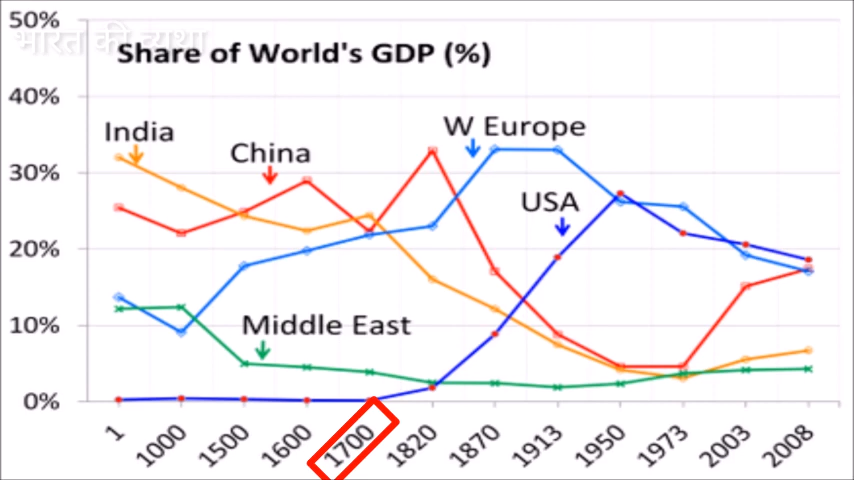 भारत की व्यथा
Share of World's GDP (%)
50%
40%
30%
20%
10%
0%
India
China
W Europe
USA
Middle East
1 1000 1500 1600 1700 1820 1870 1913 1950 1973 2003 2008